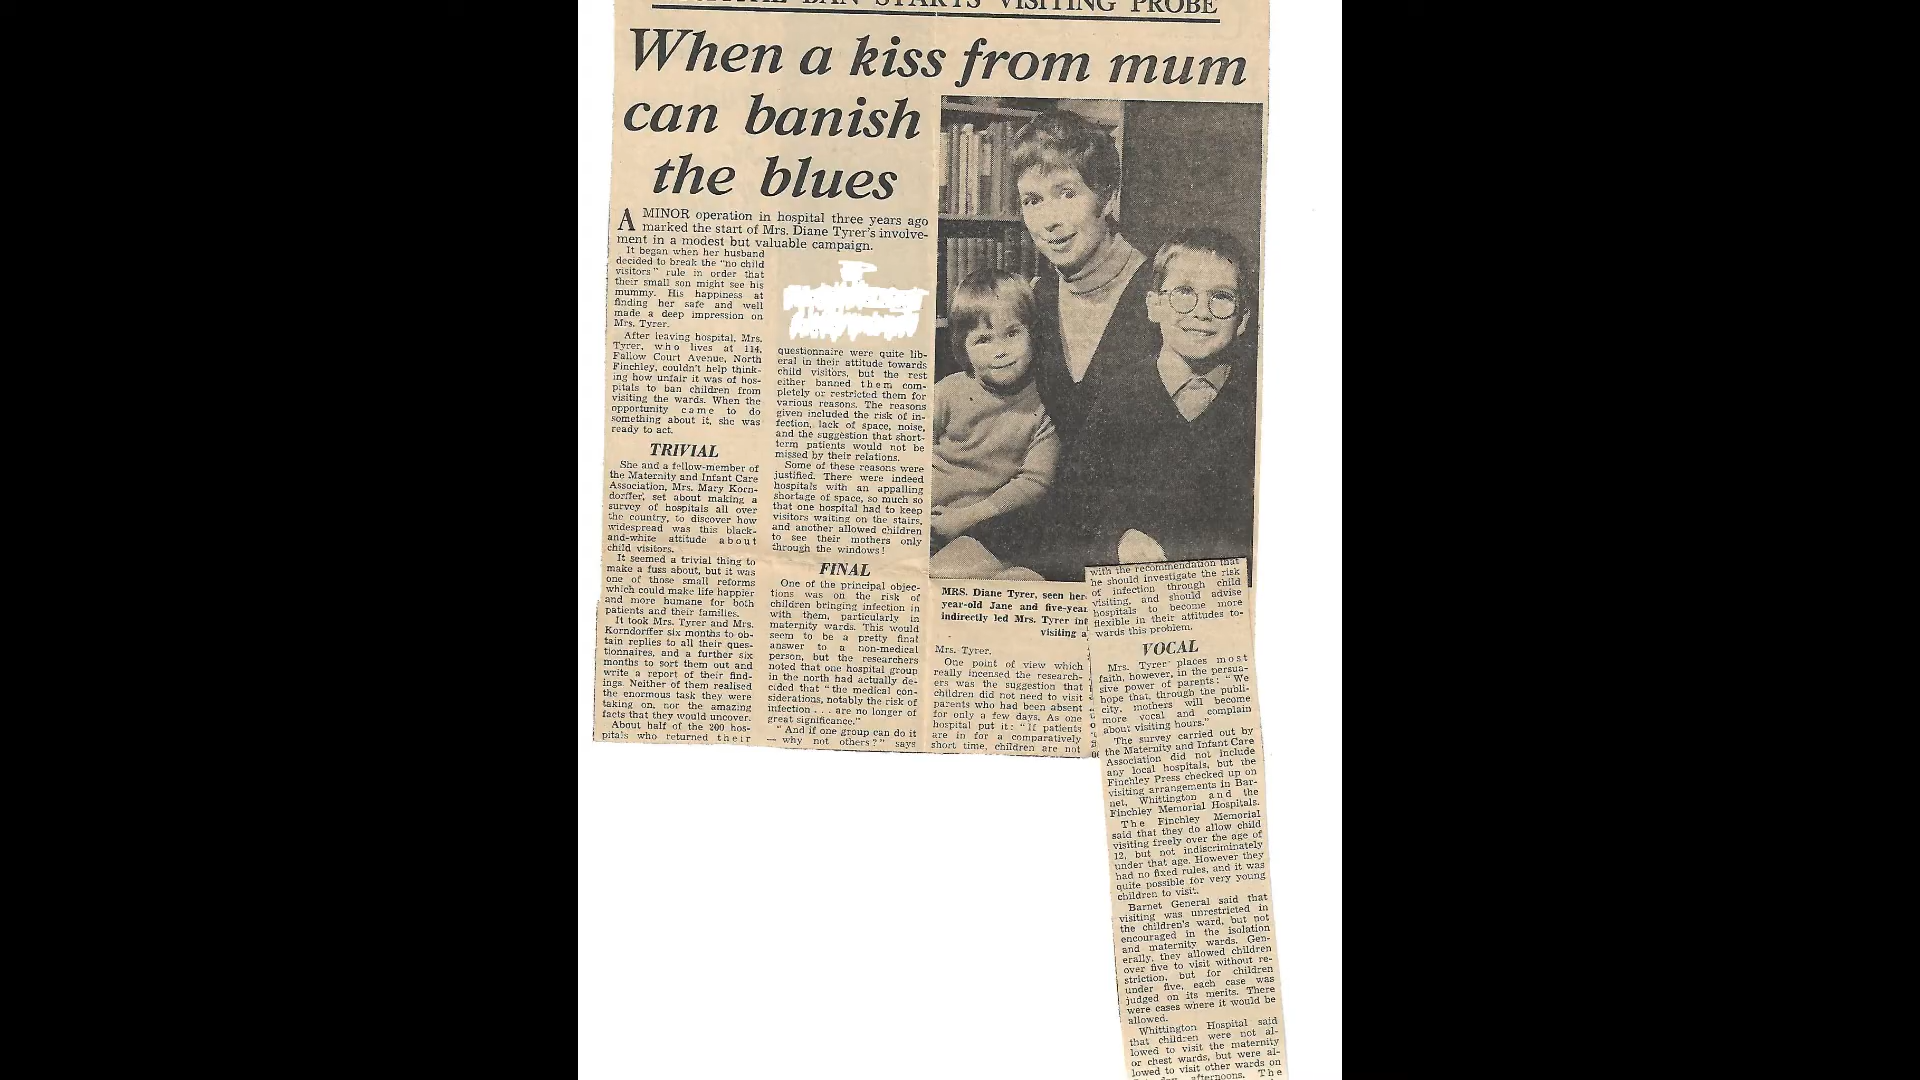 BAN STARTS VISITING PROBE
When a kiss from mum
can banish
the blues
A MINOR operation in hospital three years ago
marked the start of Mrs. Diane Tyrer's involve-
ment in a modest but valuable campaign.
It began when her husband
decided to break the "no child
visitors" rule in order that
their small son might see his
mummy. His happiness at
finding her safe and well
made a deep impression on
Mrs. Tyrer.
After leaving hospital, Mrs.
Tyrer, who lives at 114,
Fallow Court Avenue, North
Finchley, couldn't help think-
ing how unfair it was of hos-
pitals to ban children from
visiting the wards. When the
opportunity came to do
something about it, she was
ready to act.
TRIVIAL
She and a fellow-member of
the Maternity and Infant Care
Association, Mrs. Mary Korn-
dorffer, set about making a
survey of hospitals all over
the country, to discover how
widespread was this black-
and-white attitude about
child visitors.
It seemed a trivial thing to
make a fuss about, but it was
one of those small reforms
which could make life happier
and more humane for both
patients and their families.
It took Mrs. Tyrer and Mrs.
Korndorffer six months to ob-
tain replies to all their ques-
tionnaires, and a further six
months to sort them out and
write a report of their find-
ings. Neither of them realised
the enormous task they were
taking on, nor the amazing
facts that they would uncover.
About half of the 200 hos-
pitals who returned their
questionnaire were quite lib-
eral in their attitude towards
child visitors, but the rest
either banned them com-
pletely or restricted them for
various reasons. The reasons
given included the risk of in-
fection, lack of space, noise,
and the suggestion that short-
term patients would not be
missed by their relations.
Some of these reasons were
justified. There were indeed
hospitals with an appalling
shortage of space, so much so
that one hospital had to keep
visitors waiting on the stairs,
and another allowed children
to see their mothers only
through the windows!
FINAL
One of the principal objec-
tions was on the risk of
children bringing infection in
with them, particularly in
maternity wards. This would
seem to be a pretty final
answer to a non-medical
person, but the researchers
noted that one hospital group
in the north had actually de-
cided that "the medical con-
siderations, notably the risk of
infection . . . are no longer of
great significance."
"And if one group can do it
— why not others?" says
MRS. Diane Tyrer, seen her
year-old Jane and five-yea
indirectly led Mrs. Tyrer int
visiting a
Mrs. Tyrer.
One point of view which
really incensed the research-
ers was the suggestion that
children did not need to visit
parents who had been absent
for only a few days. As one
hospital put it: "If patients
are in for a comparatively
short time, children are not
with the recommendation that
he should investigate the risk
of infection through child
visiting, and should advise
hospitals to become more
flexible in their attitudes to-
wards this problem.
VOCAL
Mrs. Tyrer places most
faith, however, in the persua-
sive power of parents: "We
hope that, through the publi-
city, mothers will become
more vocal and complain
about visiting hours."
The survey carried out by
the Maternity and Infant Care
Association did not include
any local hospitals, but the
Finchley Press checked up on
visiting arrangements in Bar-
net, Whittington and the
Finchley Memorial Hospitals.
The Finchley Memorial
said that they do allow child
visiting freely over the age of
12, but not indiscriminately
under that age. However they
had no fixed rules, and it was
quite possible for very young
children to visit.
Barnet General said that
visiting was unrestricted in
the children's ward, but not
encouraged in the isolation
and maternity wards. Gen-
erally, they allowed children
over five to visit without re-
striction, but for children
under five, each case was
judged on its merits. There
were cases where it would be
allowed.
Whittington Hospital said
that children were not al-
lowed to visit the maternity
or chest wards, but were al-
lowed to visit other wards on
afternoons. The